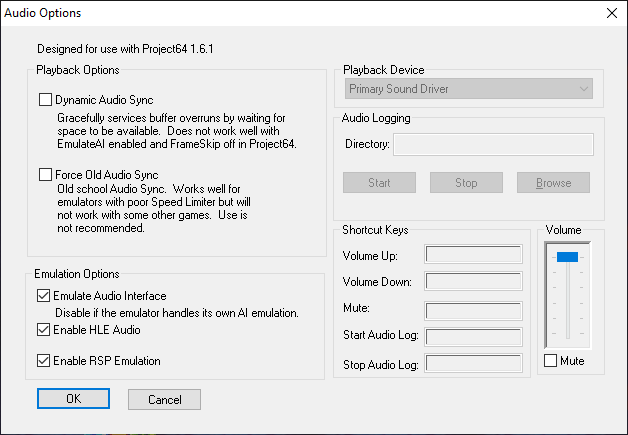 Audio Options
Designed for use with Project64 1.6.1
Playback Options
Dynamic Audio Sync
Gracefully services buffer overruns by waiting for
space to be available.  Does not work well with
EmulateAI enabled and FrameSkip off in Project64.
Force Old Audio Sync
Old school Audio Sync.  Works well for
emulators with poor Speed Limiter but will
not work with some other games.  Use is
not recommended.
Emulation Options
Emulate Audio Interface
Disable if the emulator handles its own AI emulation.
Enable HLE Audio
Enable RSP Emulation
OK
Cancel
Playback Device
Primary Sound Driver
Audio Logging
Directory:
Start
Stop
Browse
Shortcut Keys
Volume Up:
Volume Down:
Mute:
Start Audio Log:
Stop Audio Log:
Volume
Mute